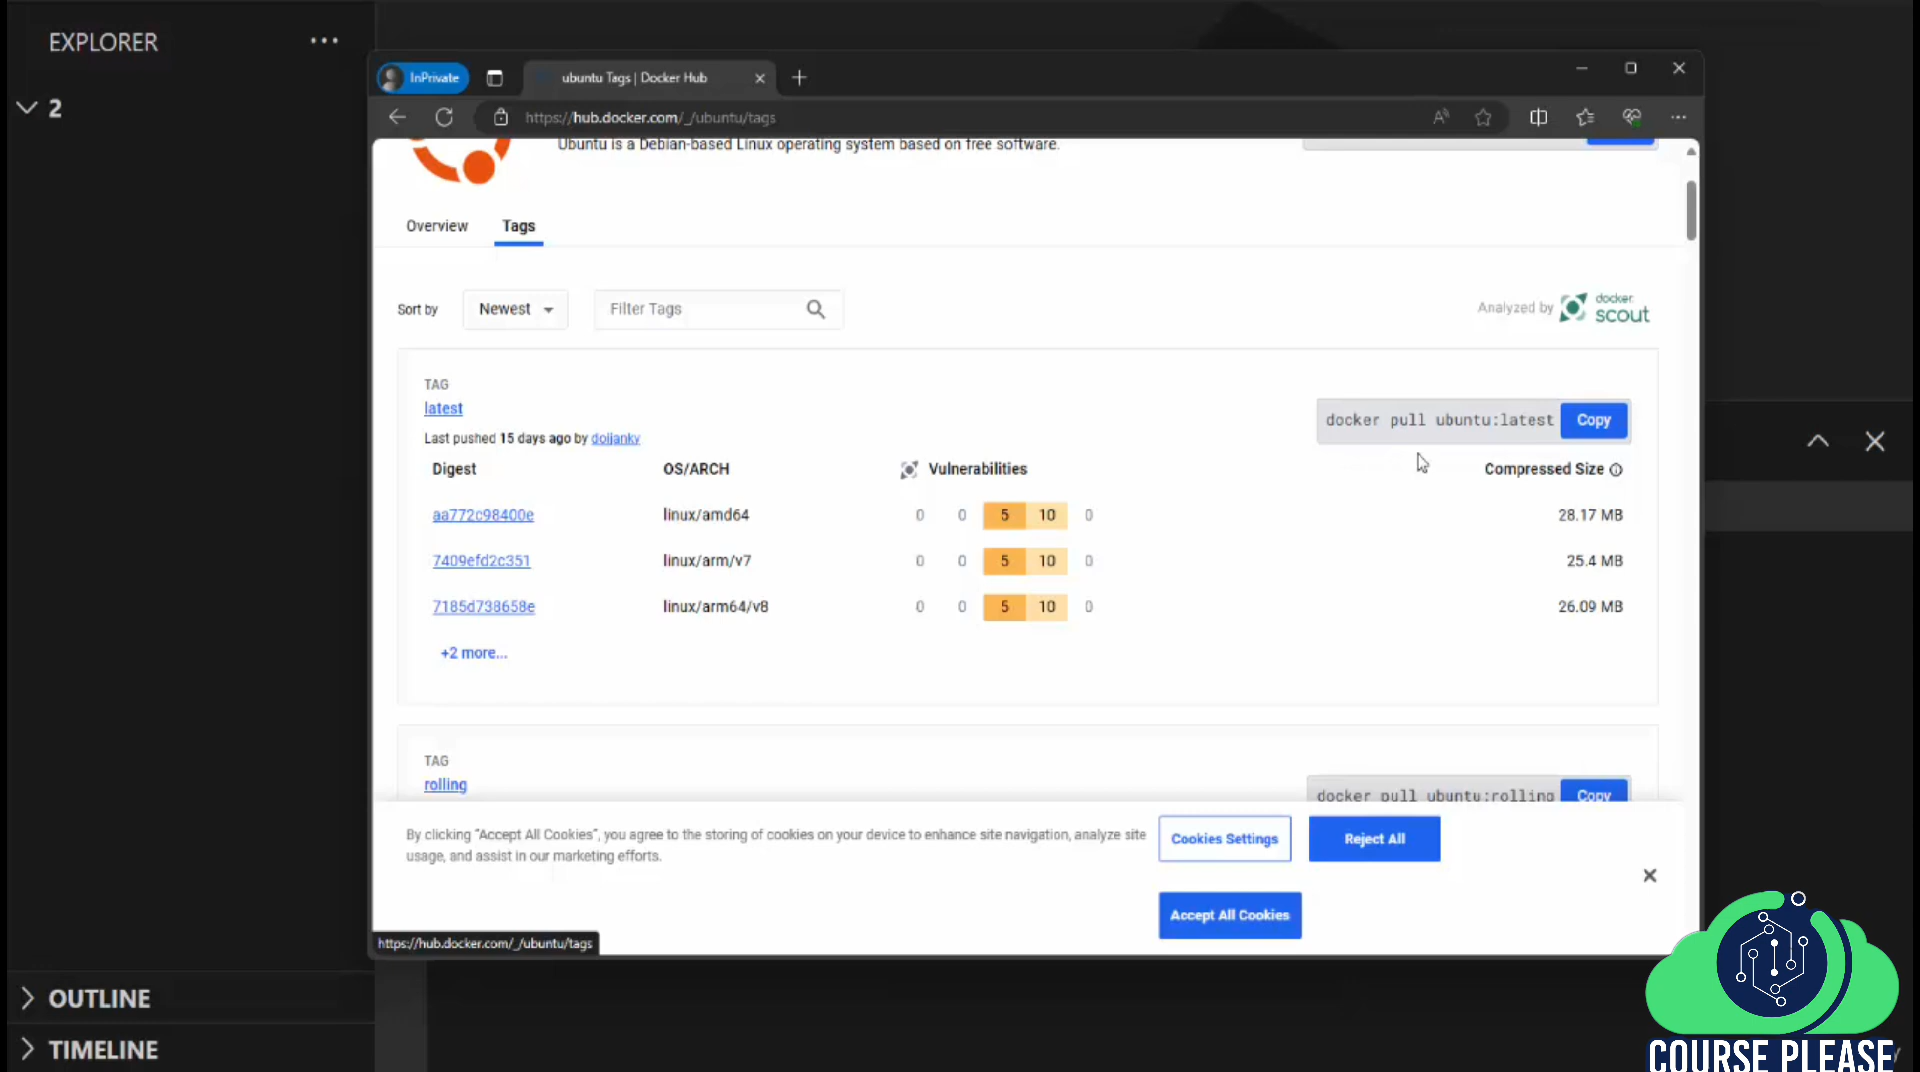 EXPLORER
2
InPrivate
ubuntu Tags | Docker Hub
https://hub.docker.com/_/ubuntu/tags
Ubuntu is a Debian-based Linux operating system based on free software.
Overview Tags
Sort by Newest Filter Tags Analyzed by docker scout
TAG
latest
docker pull ubuntu:latest Copy
Last pushed 15 days ago by doijanky
Digest OS/ARCH Vulnerabilities Compressed Size
aa772c98400e linux/amd64 0 0 5 10 0 28.17 MB
7409efd2c351 linux/arm/v7 0 0 5 10 0 25.4 MB
7185d738658e linux/arm64/v8 0 0 5 10 0 26.09 MB
+2 more...
TAG
rolling
docker pull ubuntu:rolling Copy
By clicking "Accept All Cookies", you agree to the storing of cookies on your device to enhance site navigation, analyze site
usage, and assist in our marketing efforts.
Cookies Settings Reject All
Accept All Cookies
https://hub.docker.com/_/ubuntu/tags
OUTLINE
TIMELINE
COURSE PLEASE